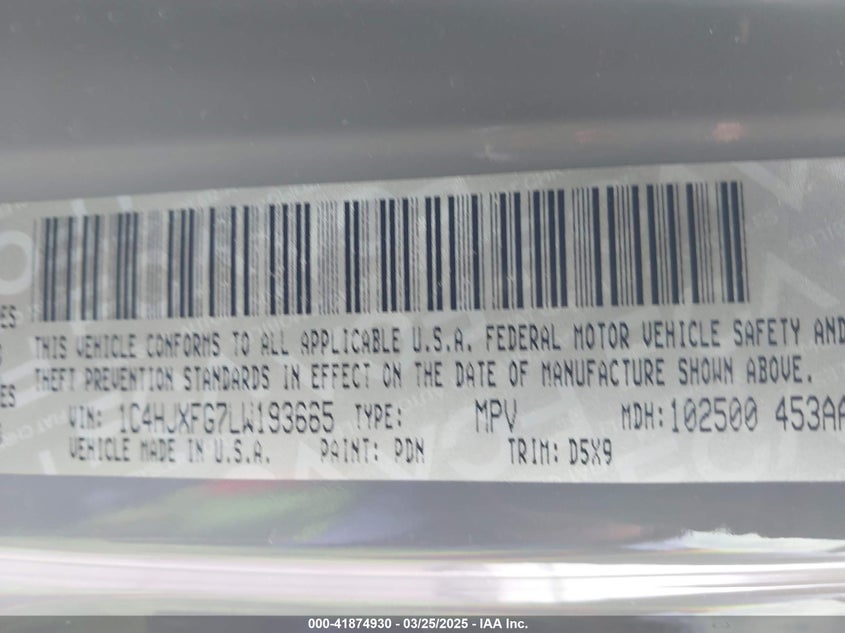 THIS VEHICLE CONFORMS TO ALL APPLICABLE U.S.A. FEDERAL MOTOR VEHICLE SAFETY AND
THEFT PREVENTION STANDARDS IN EFFECT ON THE DATE OF MANUFACTURE SHOWN ABOVE.
VIN: 1C4HJXFG7LW193665 TYPE: MPV MDH: 102500 453AA
VEHICLE MADE IN U.S.A. PAINT: PDN TRIM: D5X9
000-41874930 - 03/25/2025 - IAA Inc.